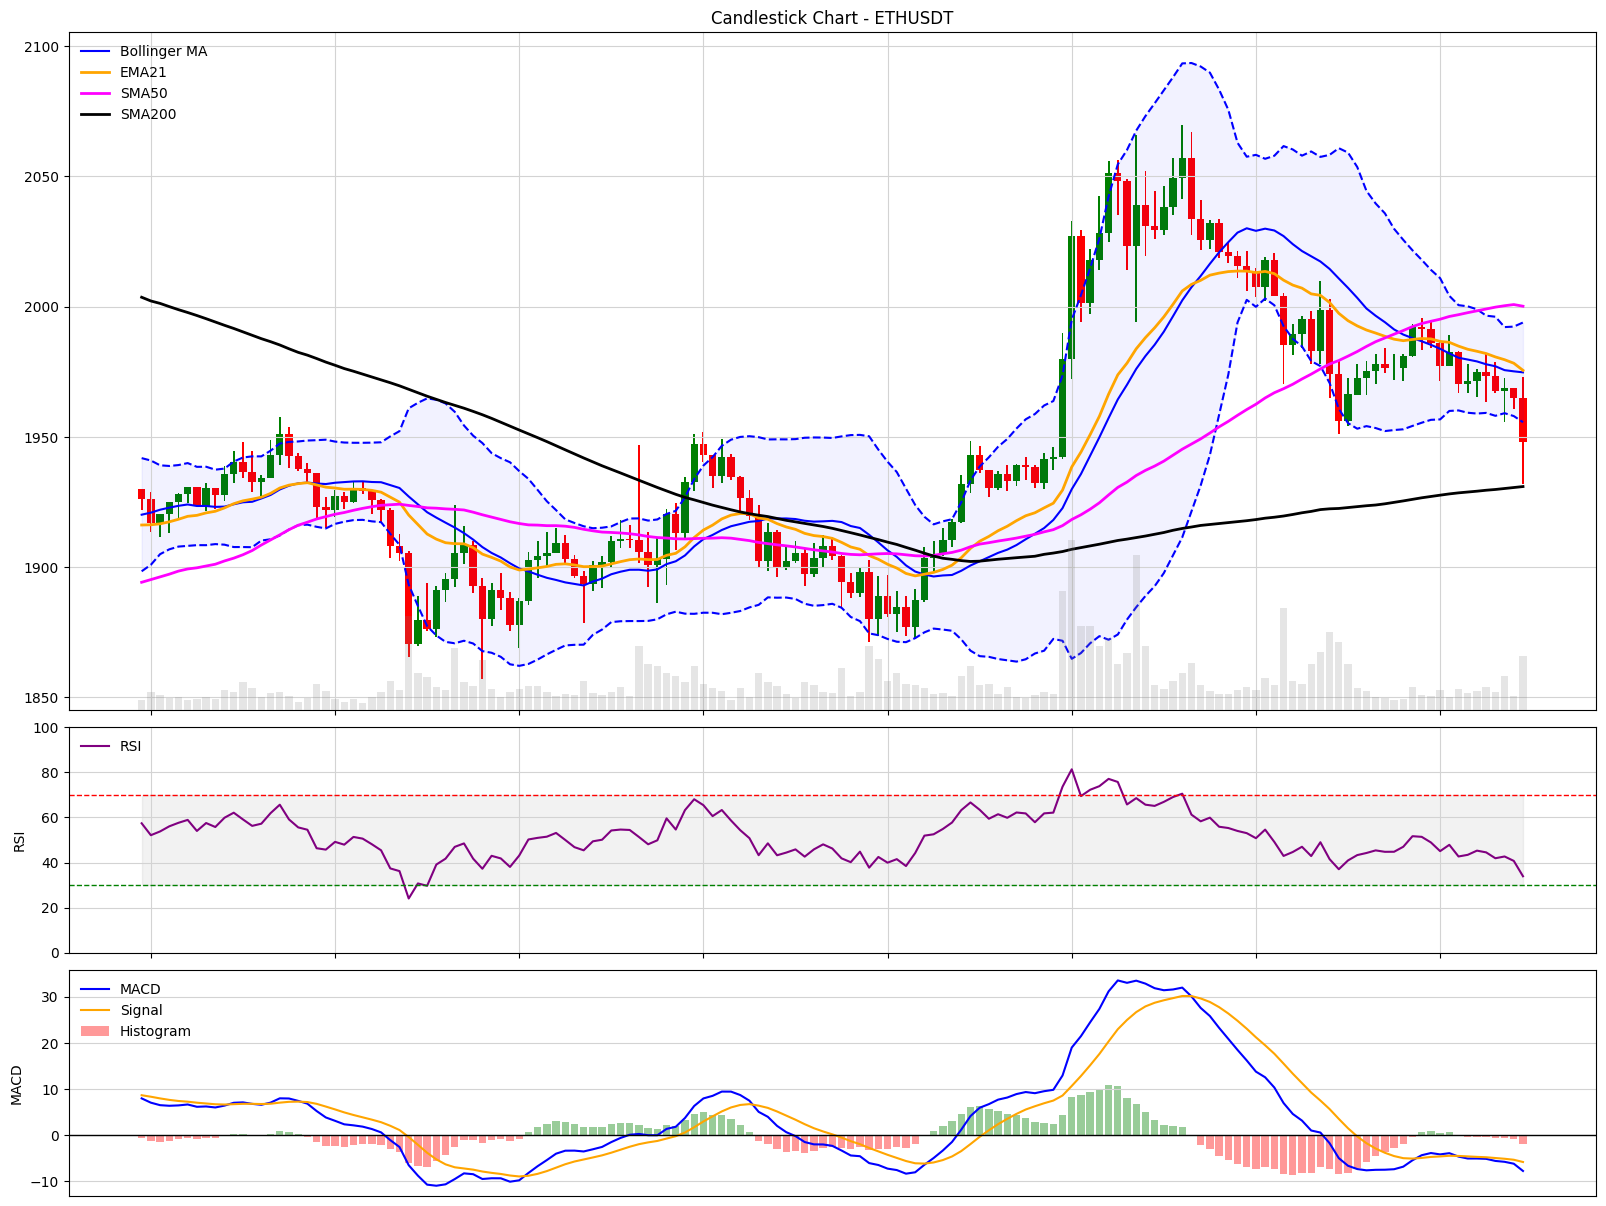 Candlestick Chart - ETHUSDT
2100
2050
2000
1950
1900
1850
Bollinger MA
EMA21
SMA50
SMA200
100
80
60
40
20
0
RSI
RSI
30
20
10
0
−10
MACD
MACD
Signal
Histogram